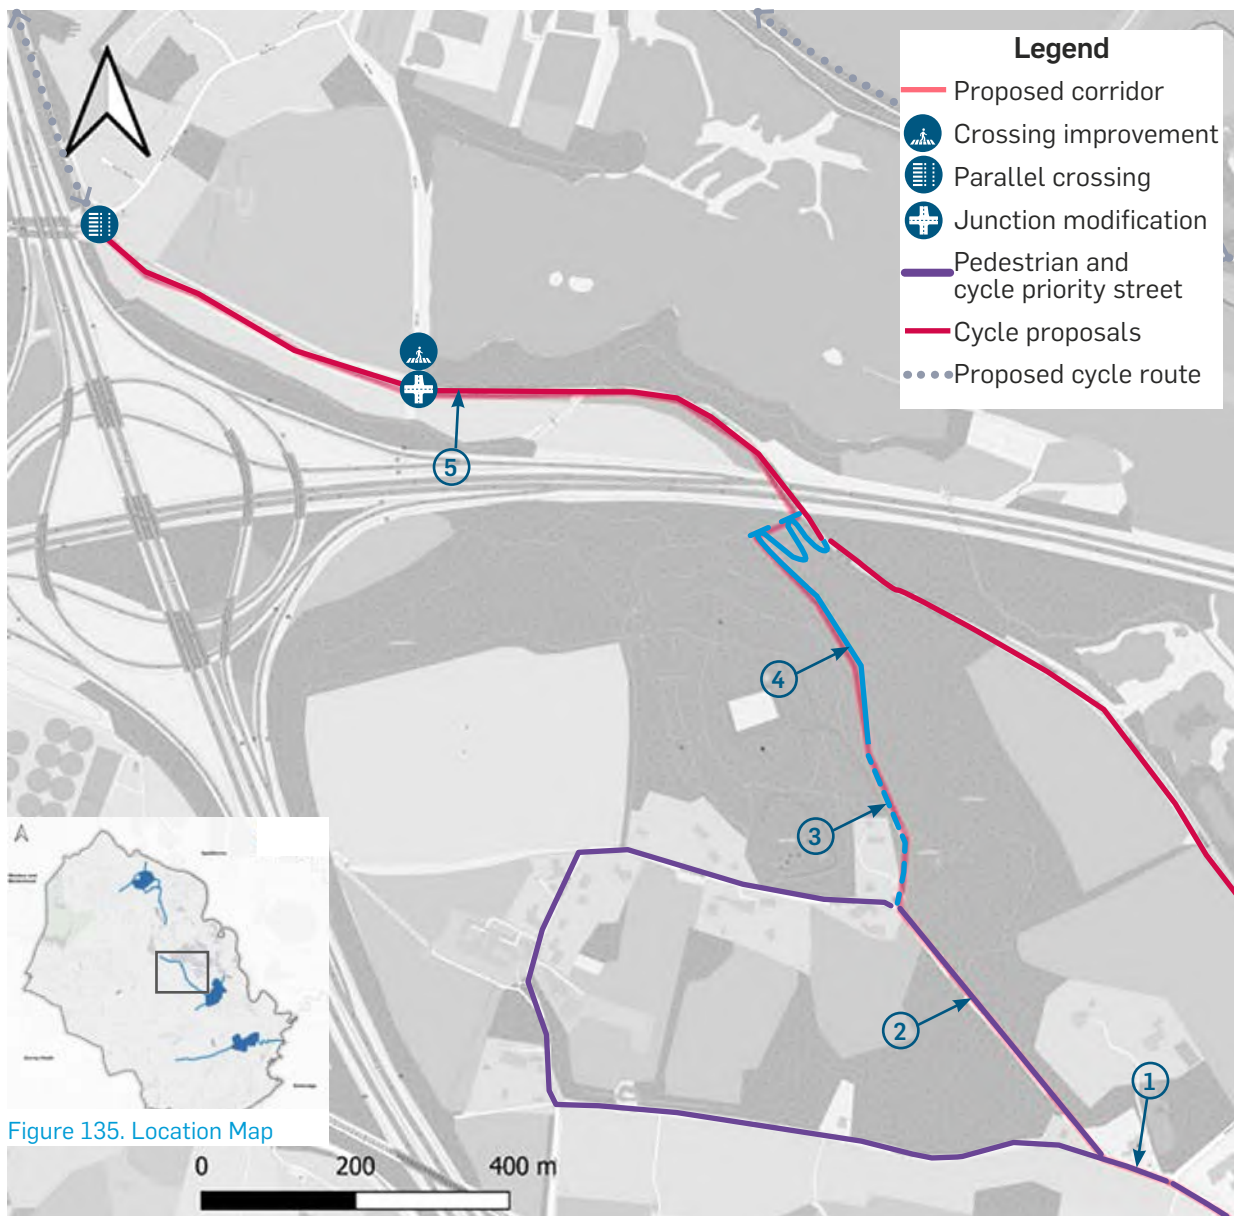 Legend
Proposed corridor
Crossing improvement
Parallel crossing
Junction modification
Pedestrian and
cycle priority street
Cycle proposals
Proposed cycle route
5
4
3
2
1
Figure 135. Location Map
0 200 400 m